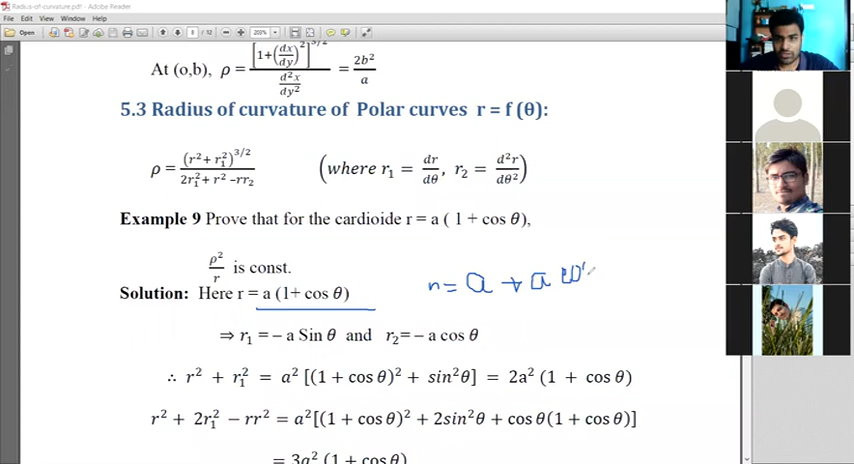 Radius-of-curvature.pdf - Adobe Reader
File Edit View Window Help
Open 8 / 12 203%
At (o,b), ρ = [1+(dx/dy)^2]^3/2 / d²x/dy² = 2b²/a
5.3 Radius of curvature of Polar curves r = f (θ):
ρ = (r²+ r₁²)^3/2 / 2r₁²+ r² –rr₂ (where r₁ = dr/dθ, r₂ = d²r/dθ²)
Example 9 Prove that for the cardioide r = a ( 1 + cos θ),
ρ²/r is const.
Solution: Here r = a (1+ cos θ)
r = a + a cos
⇒ r₁ =– a Sin θ and r₂=– a cos θ
∴ r² + r₁² = a² [(1 + cos θ)² + sin²θ] = 2a² (1 + cos θ)
r² + 2r₁² − rr² = a²[(1 + cos θ)² + 2sin²θ + cos θ(1 + cos θ)]
= 3a² (1 + cos θ)